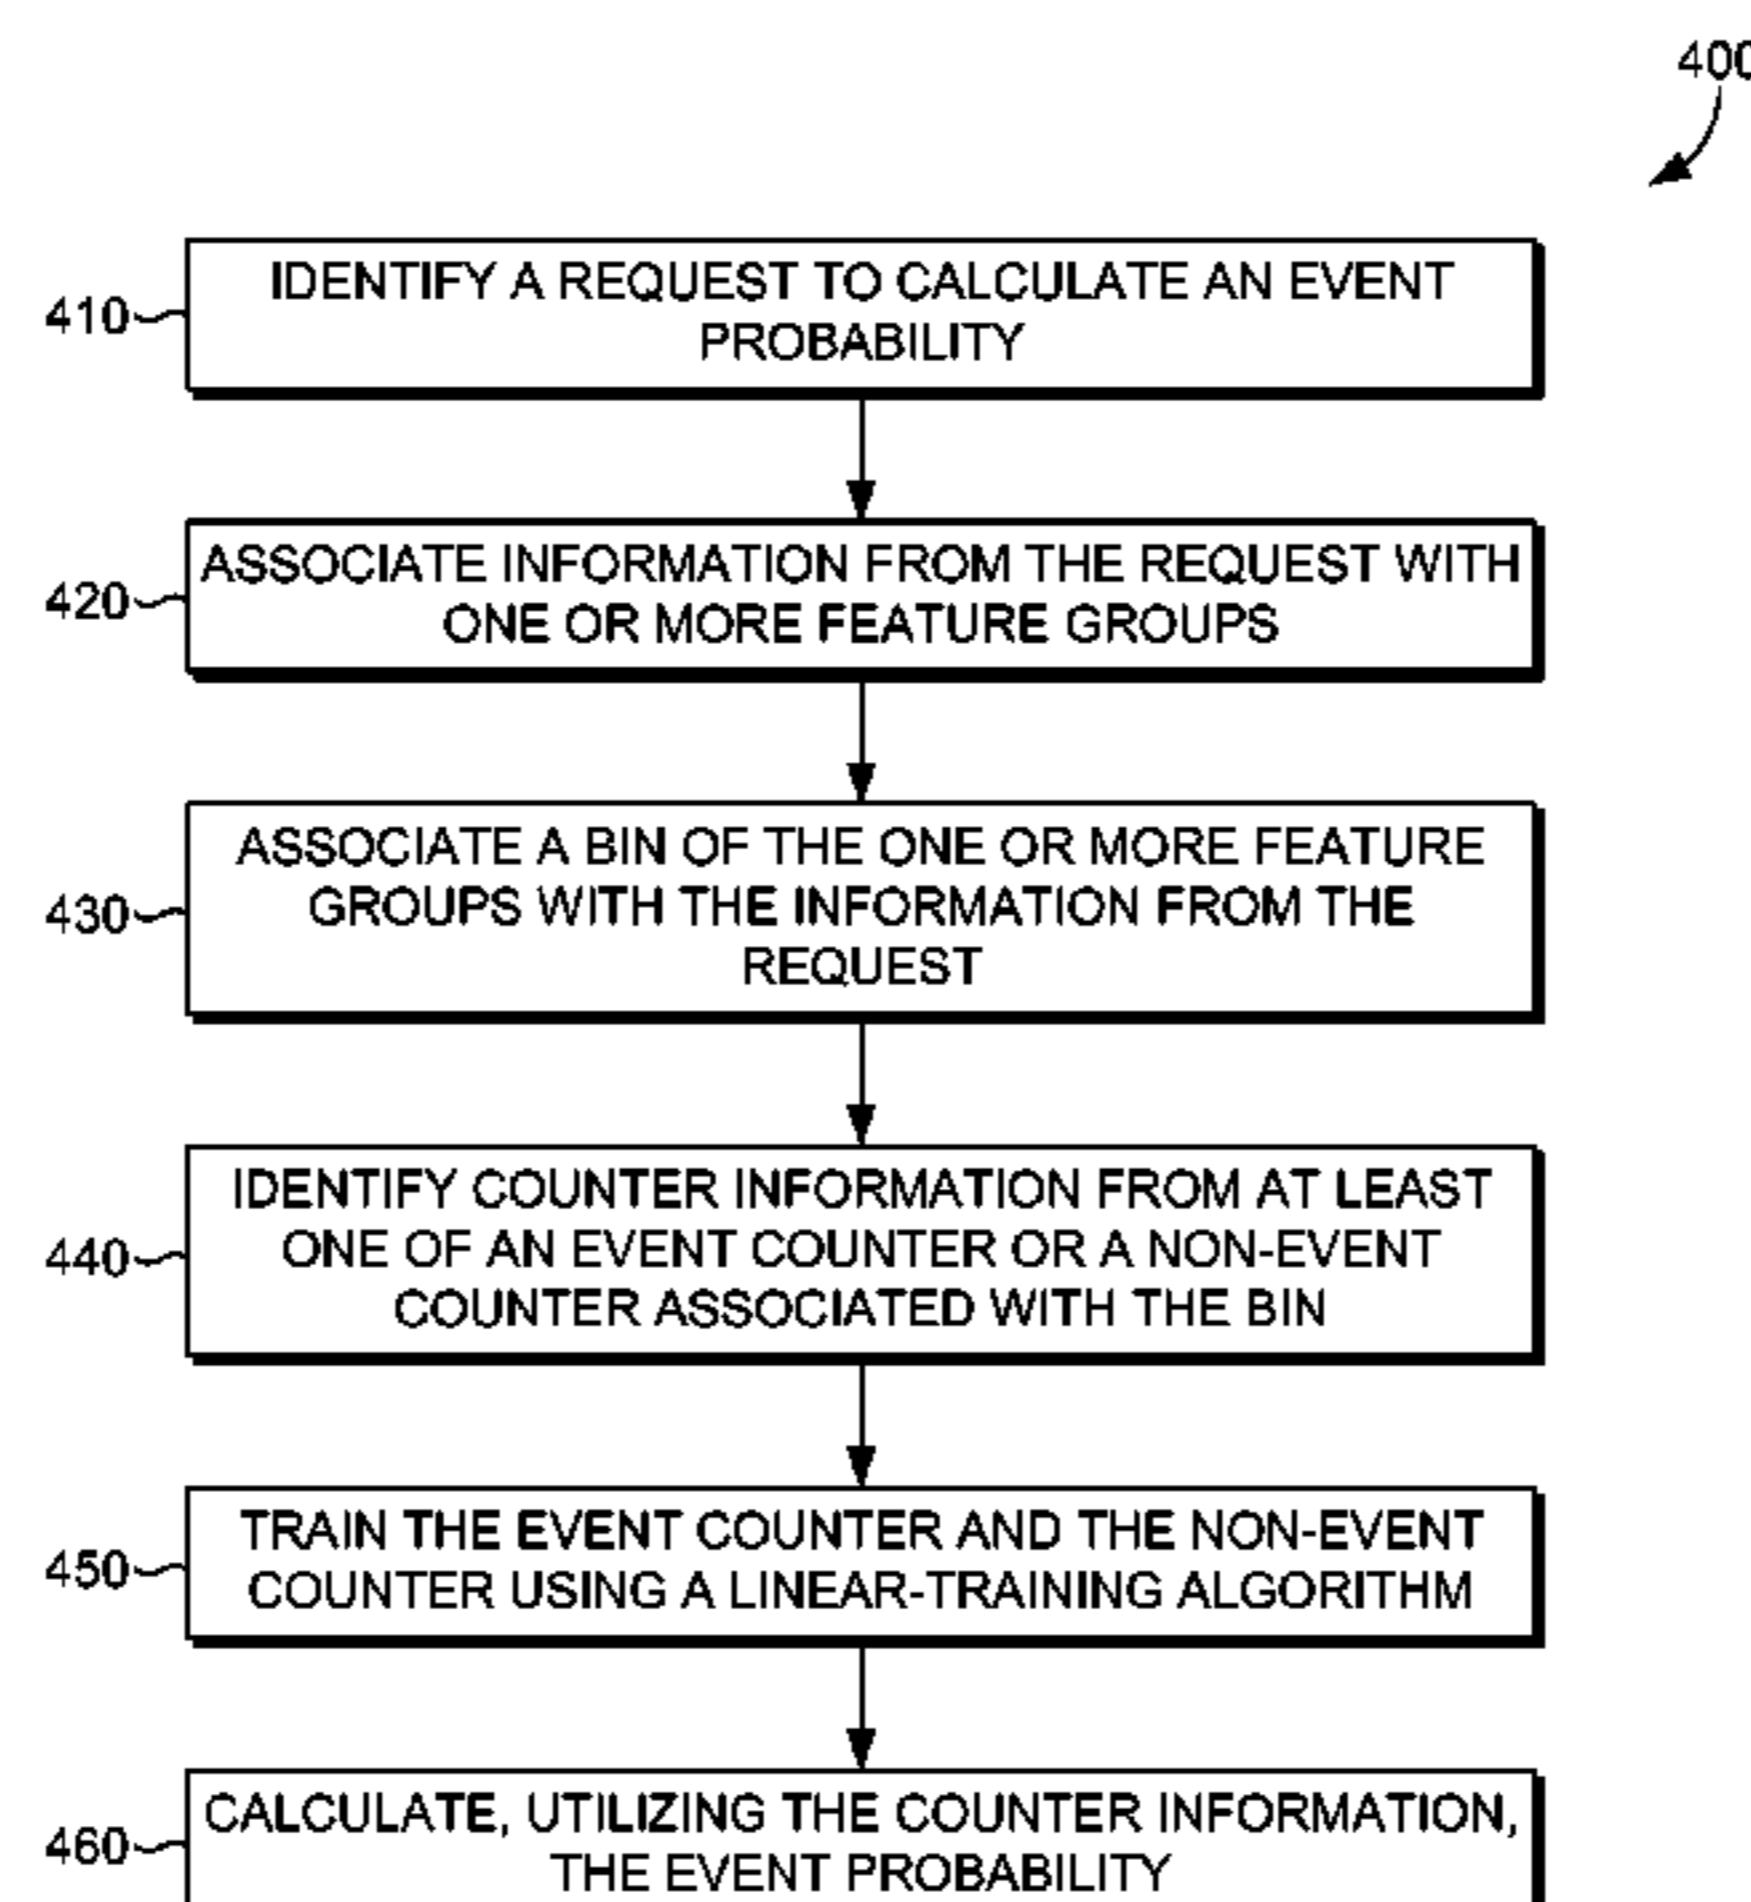 400
410
IDENTIFY A REQUEST TO CALCULATE AN EVENT
PROBABILITY
420
ASSOCIATE INFORMATION FROM THE REQUEST WITH
ONE OR MORE FEATURE GROUPS
430
ASSOCIATE A BIN OF THE ONE OR MORE FEATURE
GROUPS WITH THE INFORMATION FROM THE
REQUEST
440
IDENTIFY COUNTER INFORMATION FROM AT LEAST
ONE OF AN EVENT COUNTER OR A NON-EVENT
COUNTER ASSOCIATED WITH THE BIN
450
TRAIN THE EVENT COUNTER AND THE NON-EVENT
COUNTER USING A LINEAR-TRAINING ALGORITHM
460
CALCULATE, UTILIZING THE COUNTER INFORMATION,
THE EVENT PROBABILITY